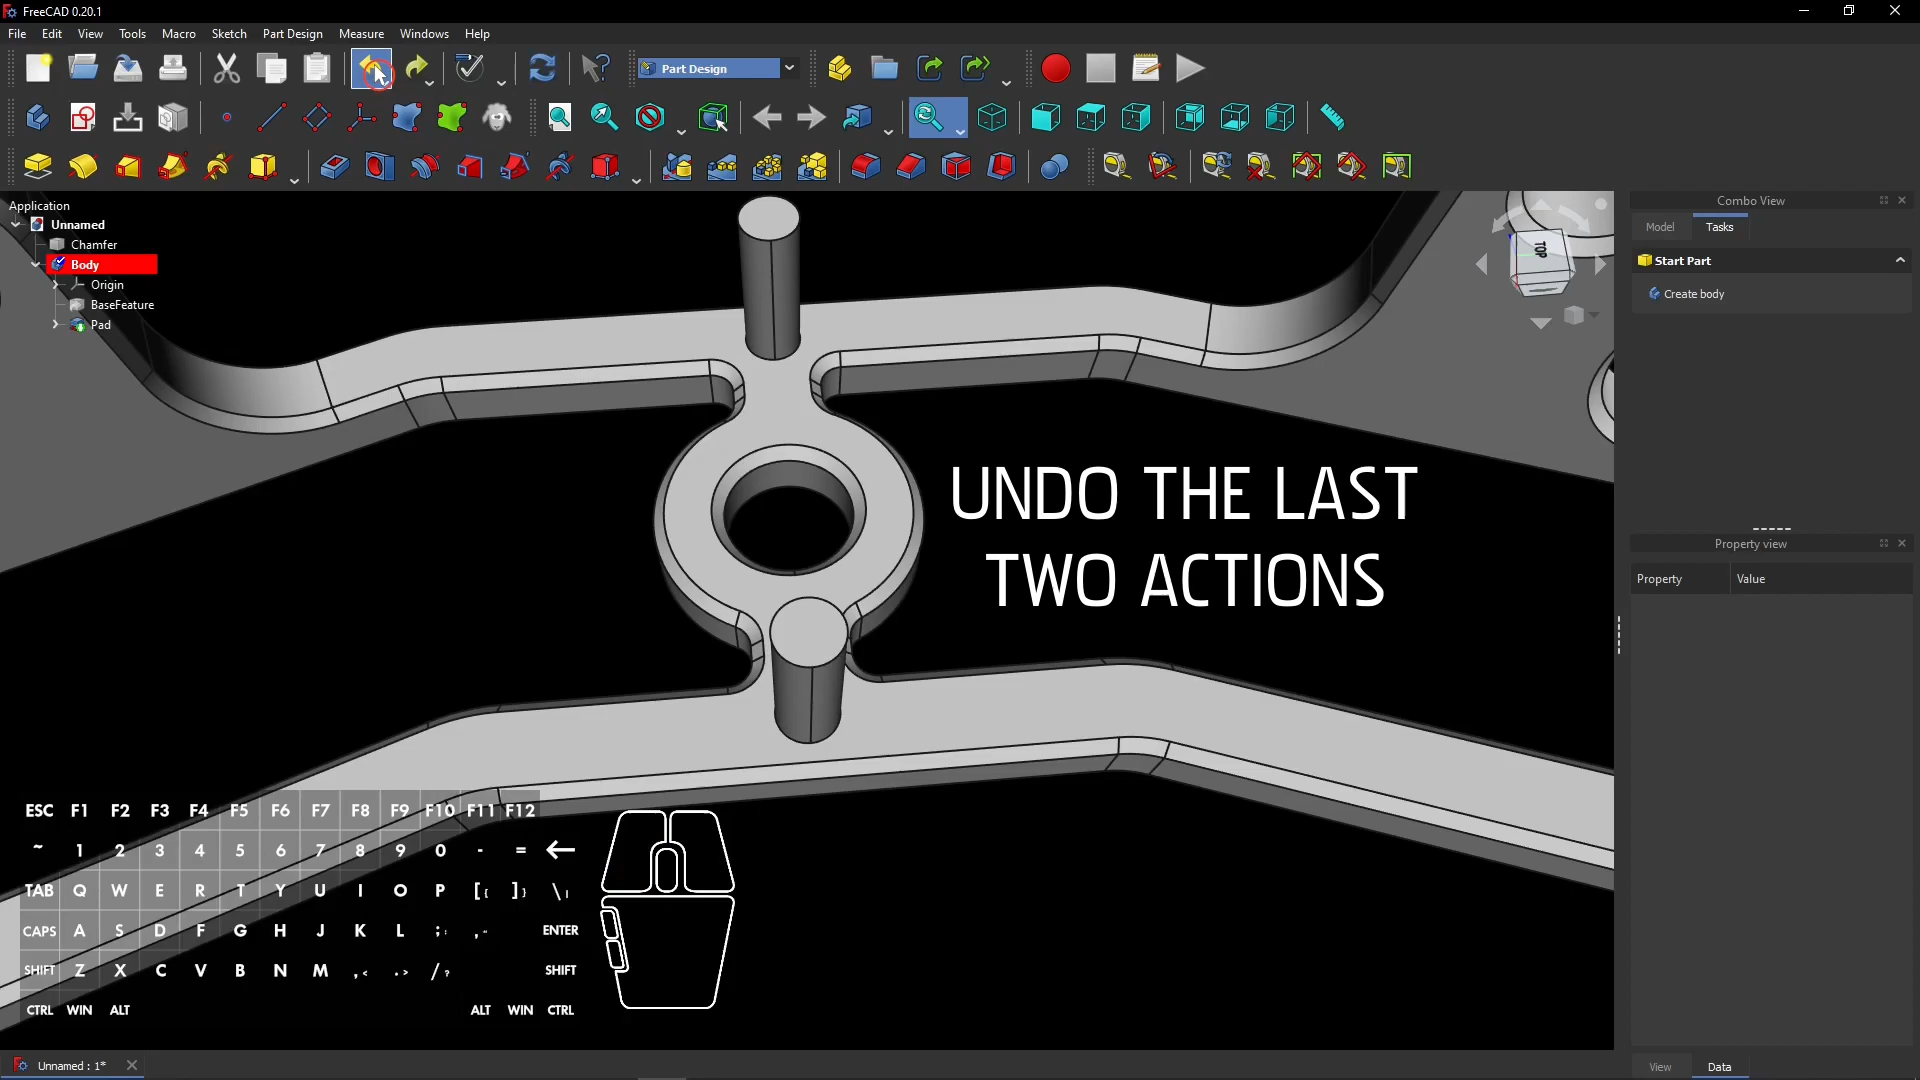 FreeCAD 0.20.1
File Edit View Tools Macro Sketch Part Design Measure Windows Help
Part Design
Application
Unnamed
Chamfer
Body
Origin
BaseFeature
Pad
TOP
Combo View
Model Tasks
Start Part
Create body
UNDO THE LAST
TWO ACTIONS
Property view
Property Value
ESC F1 F2 F3 F4 F5 F6 F7 F8 F9 F10 F11 F12
~ 1 2 3 4 5 6 7 8 9 0 - = ←
TAB Q W E R T Y U I O P [{ ]} \|
CAPS A S D F G H J K L ;: ," ENTER
SHIFT Z X C V B N M ,< .> /? SHIFT
CTRL WIN ALT ALT WIN CTRL
Unnamed : 1*
View Data